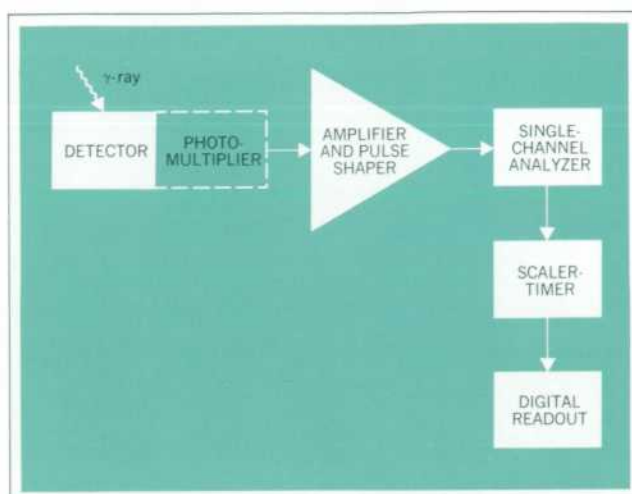 γ-ray
DETECTOR
PHOTO-
MULTIPLIER
AMPLIFIER
AND PULSE
SHAPER
SINGLE-
CHANNEL
ANALYZER
SCALER-
TIMER
DIGITAL
READOUT